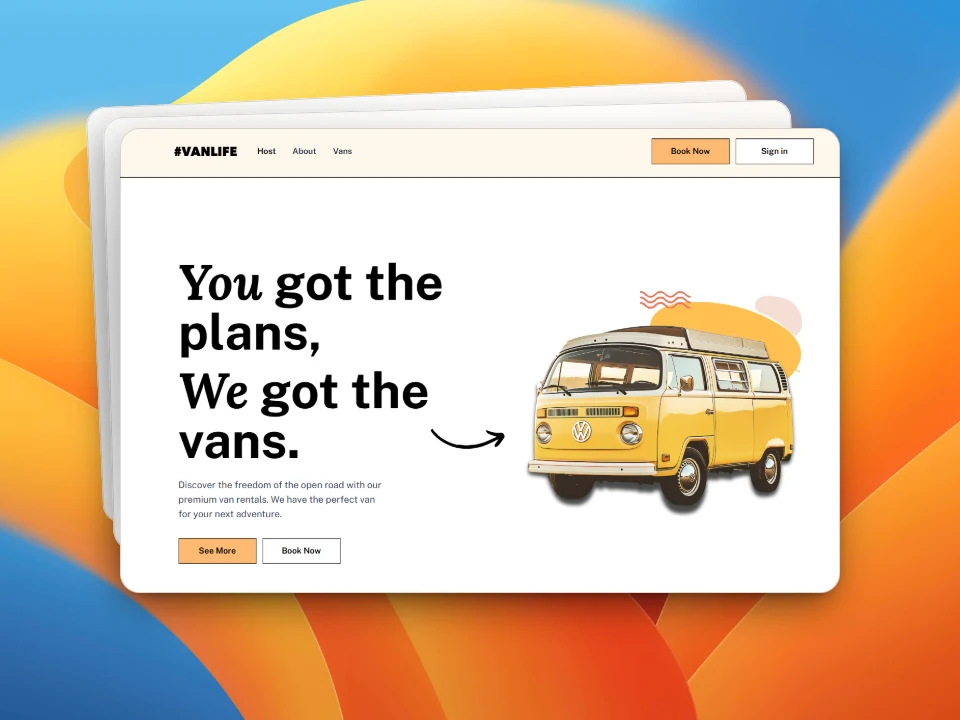 #VANLIFE Host About Vans Book Now Sign in
You got the
plans,
We got the
vans.
Discover the freedom of the open road with our
premium van rentals. We have the perfect van
for your next adventure.
See More Book Now